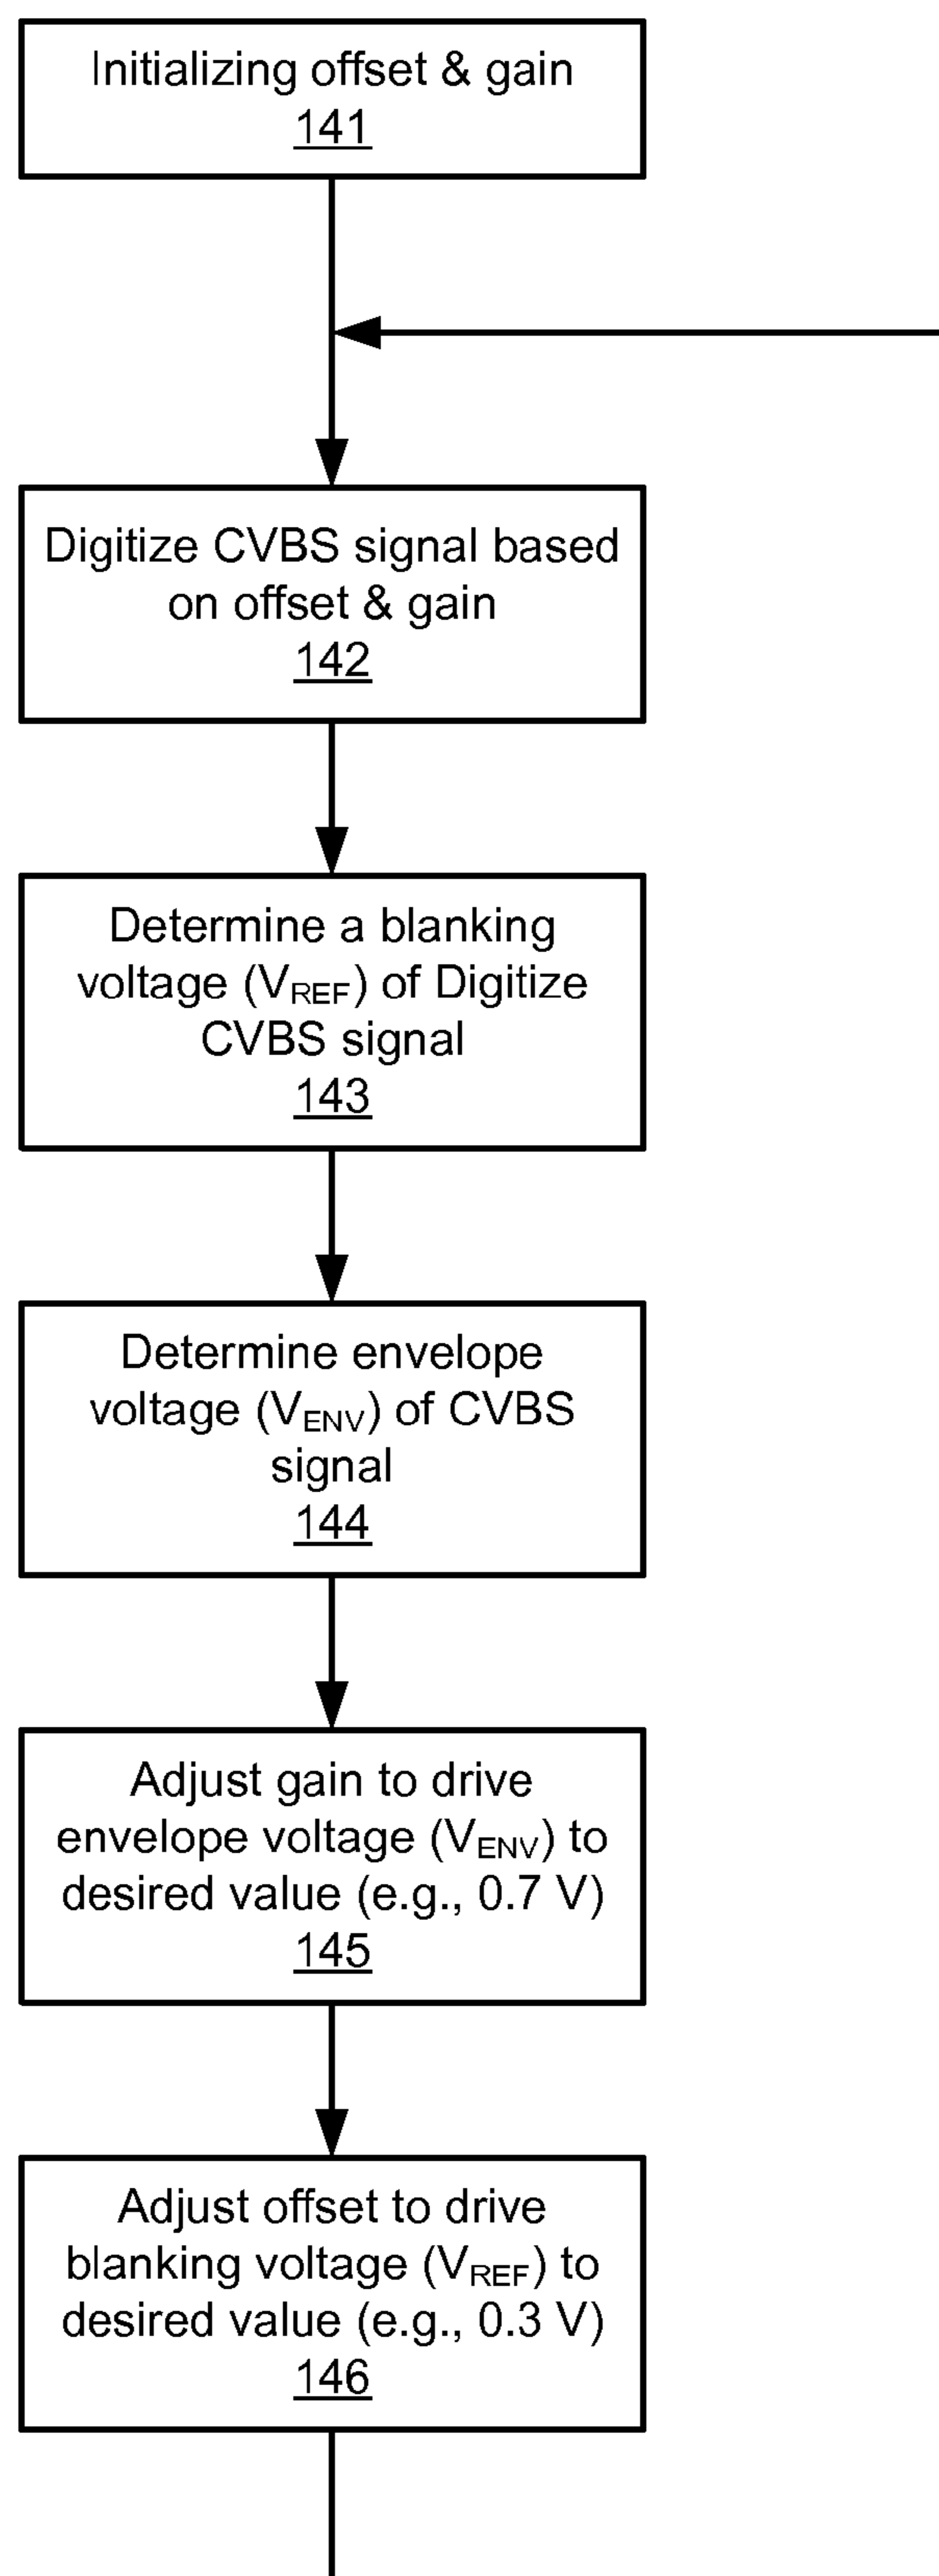 Initializing offset & gain
141
Digitize CVBS signal based
on offset & gain
142
Determine a blanking
voltage (VREF) of Digitize
CVBS signal
143
Determine envelope
voltage (VENV) of CVBS
signal
144
Adjust gain to drive
envelope voltage (VENV) to
desired value (e.g., 0.7 V)
145
Adjust offset to drive
blanking voltage (VREF) to
desired value (e.g., 0.3 V)
146